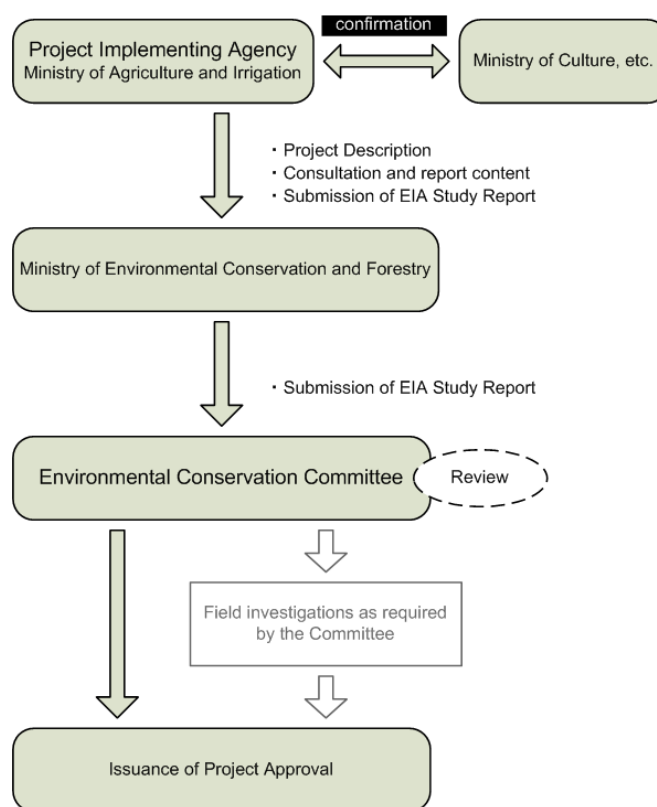 confirmation
Project Implementing Agency
Ministry of Agriculture and Irrigation
Ministry of Culture, etc.
・Project Description
・Consultation and report content
・Submission of EIA Study Report
Ministry of Environmental Conservation and Forestry
・Submission of EIA Study Report
Environmental Conservation Committee
Review
Field investigations as required
by the Committee
Issuance of Project Approval